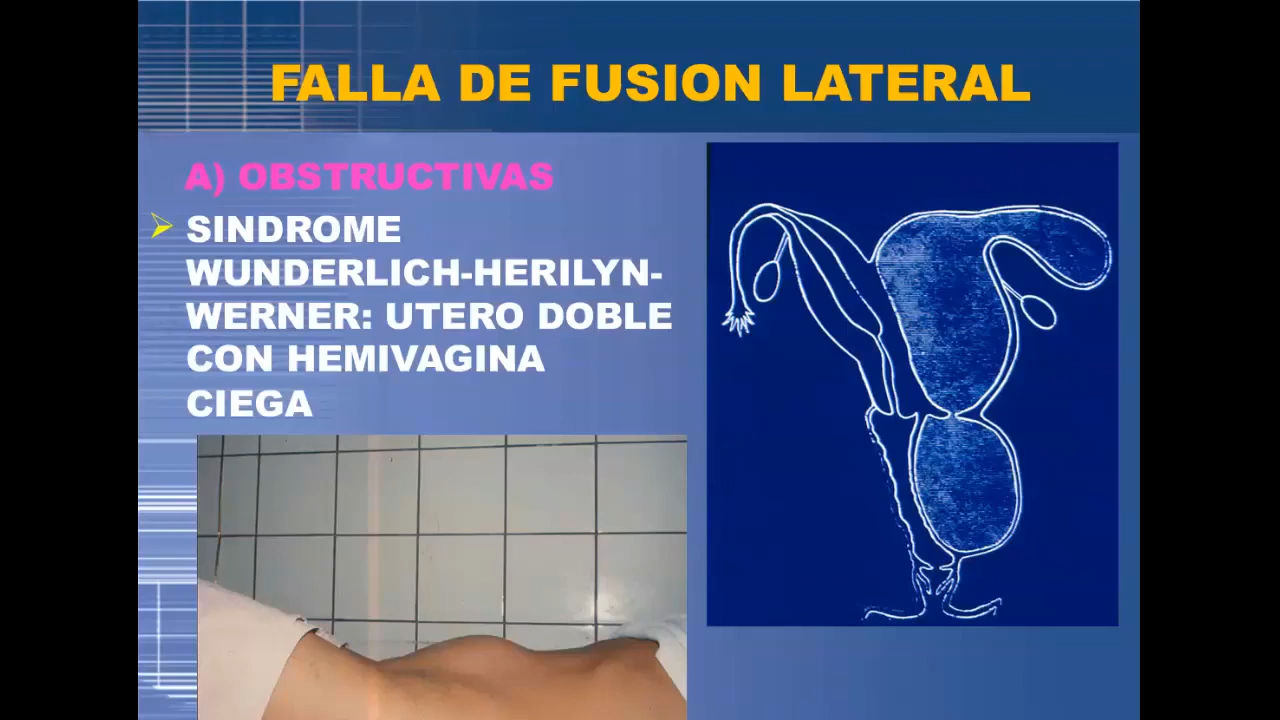 FALLA DE FUSION LATERAL
A) OBSTRUCTIVAS
SINDROME
WUNDERLICH-HERILYN-
WERNER: UTERO DOBLE
CON HEMIVAGINA
CIEGA